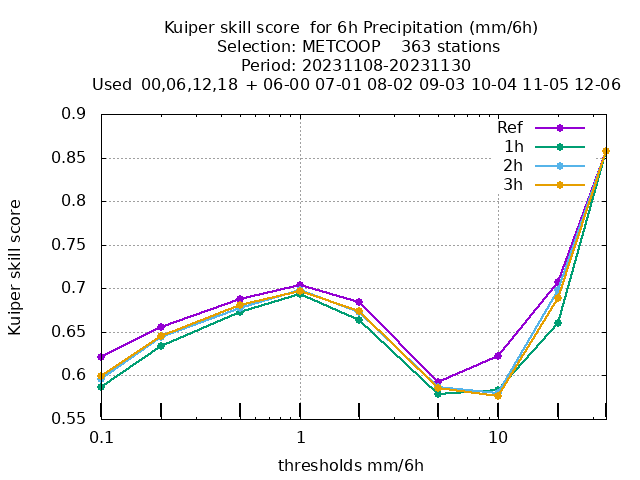 Kuiper skill score  for 6h Precipitation (mm/6h)
Selection: METCOOP    363 stations
Period: 20231108-20231130
Used  00,06,12,18  + 06-00 07-01 08-02 09-03 10-04 11-05 12-06
Ref
1h
2h
3h
0.9
0.85
0.8
0.75
0.7
0.65
0.6
0.55
Kuiper skill score
0.1 1 10
thresholds mm/6h